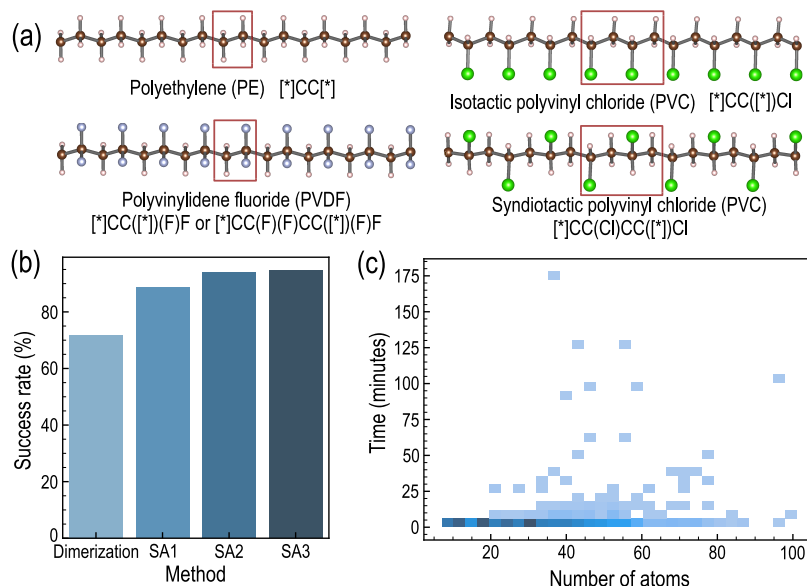 (a)
Polyethylene (PE) [*]CC[*]
Isotactic polyvinyl chloride (PVC) [*]CC([*])Cl
Polyvinylidene fluoride (PVDF)
[*]CC([*])(F)F or [*]CC(F)(F)CC([*])(F)F
Syndiotactic polyvinyl chloride (PVC)
[*]CC(Cl)CC([*])Cl
(b)
Success rate (%)
80
60
40
20
0
Dimerization SA1 SA2 SA3
Method
(c)
Time (minutes)
175
150
125
100
75
50
25
0
20 40 60 80 100
Number of atoms